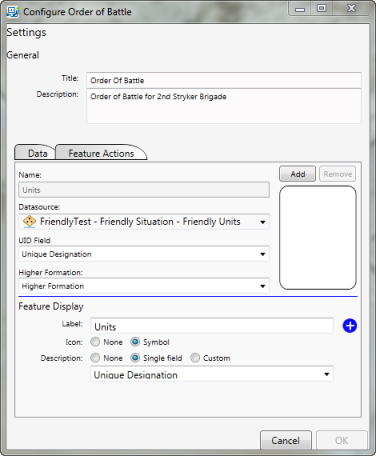 Configure Order of Battle
Settings
General
Title: Order Of Battle
Description: Order of Battle for 2nd Stryker Brigade
Data Feature Actions
Name:
Units
Add Remove
Datasource:
FriendlyTest - Friendly Situation - Friendly Units
UID Field
Unique Designation
Higher Formation:
Higher Formation
Feature Display
Label: Units
Icon: None Symbol
Description: None Single field Custom
Unique Designation
Cancel OK